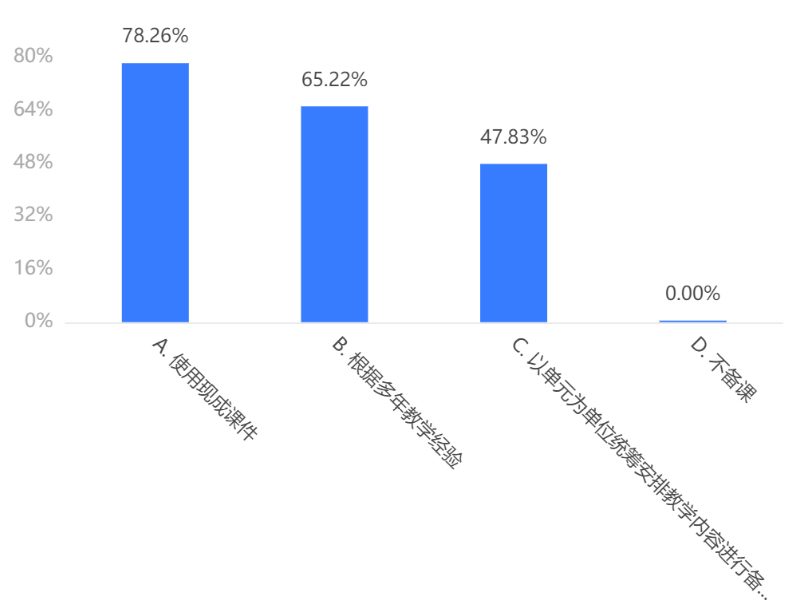 78.26%
65.22%
47.83%
0.00%
80%
64%
48%
32%
16%
0%
A. 使用现成课件
B. 根据多年教学经验
C. 以单元为单位统筹安排教学内容进行备...
D. 不备课